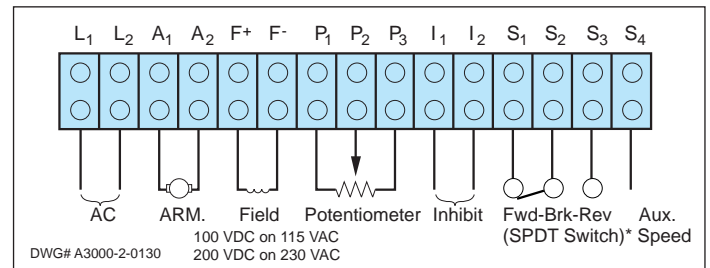 L1 L2 A1 A2 F+ F- P1 P2 P3 I1 I2 S1 S2 S3 S4
AC ARM. Field Potentiometer Inhibit Fwd-Brk-Rev Aux.
100 VDC on 115 VAC (SPDT Switch)* Speed
DWG# A3000-2-0130 200 VDC on 230 VAC